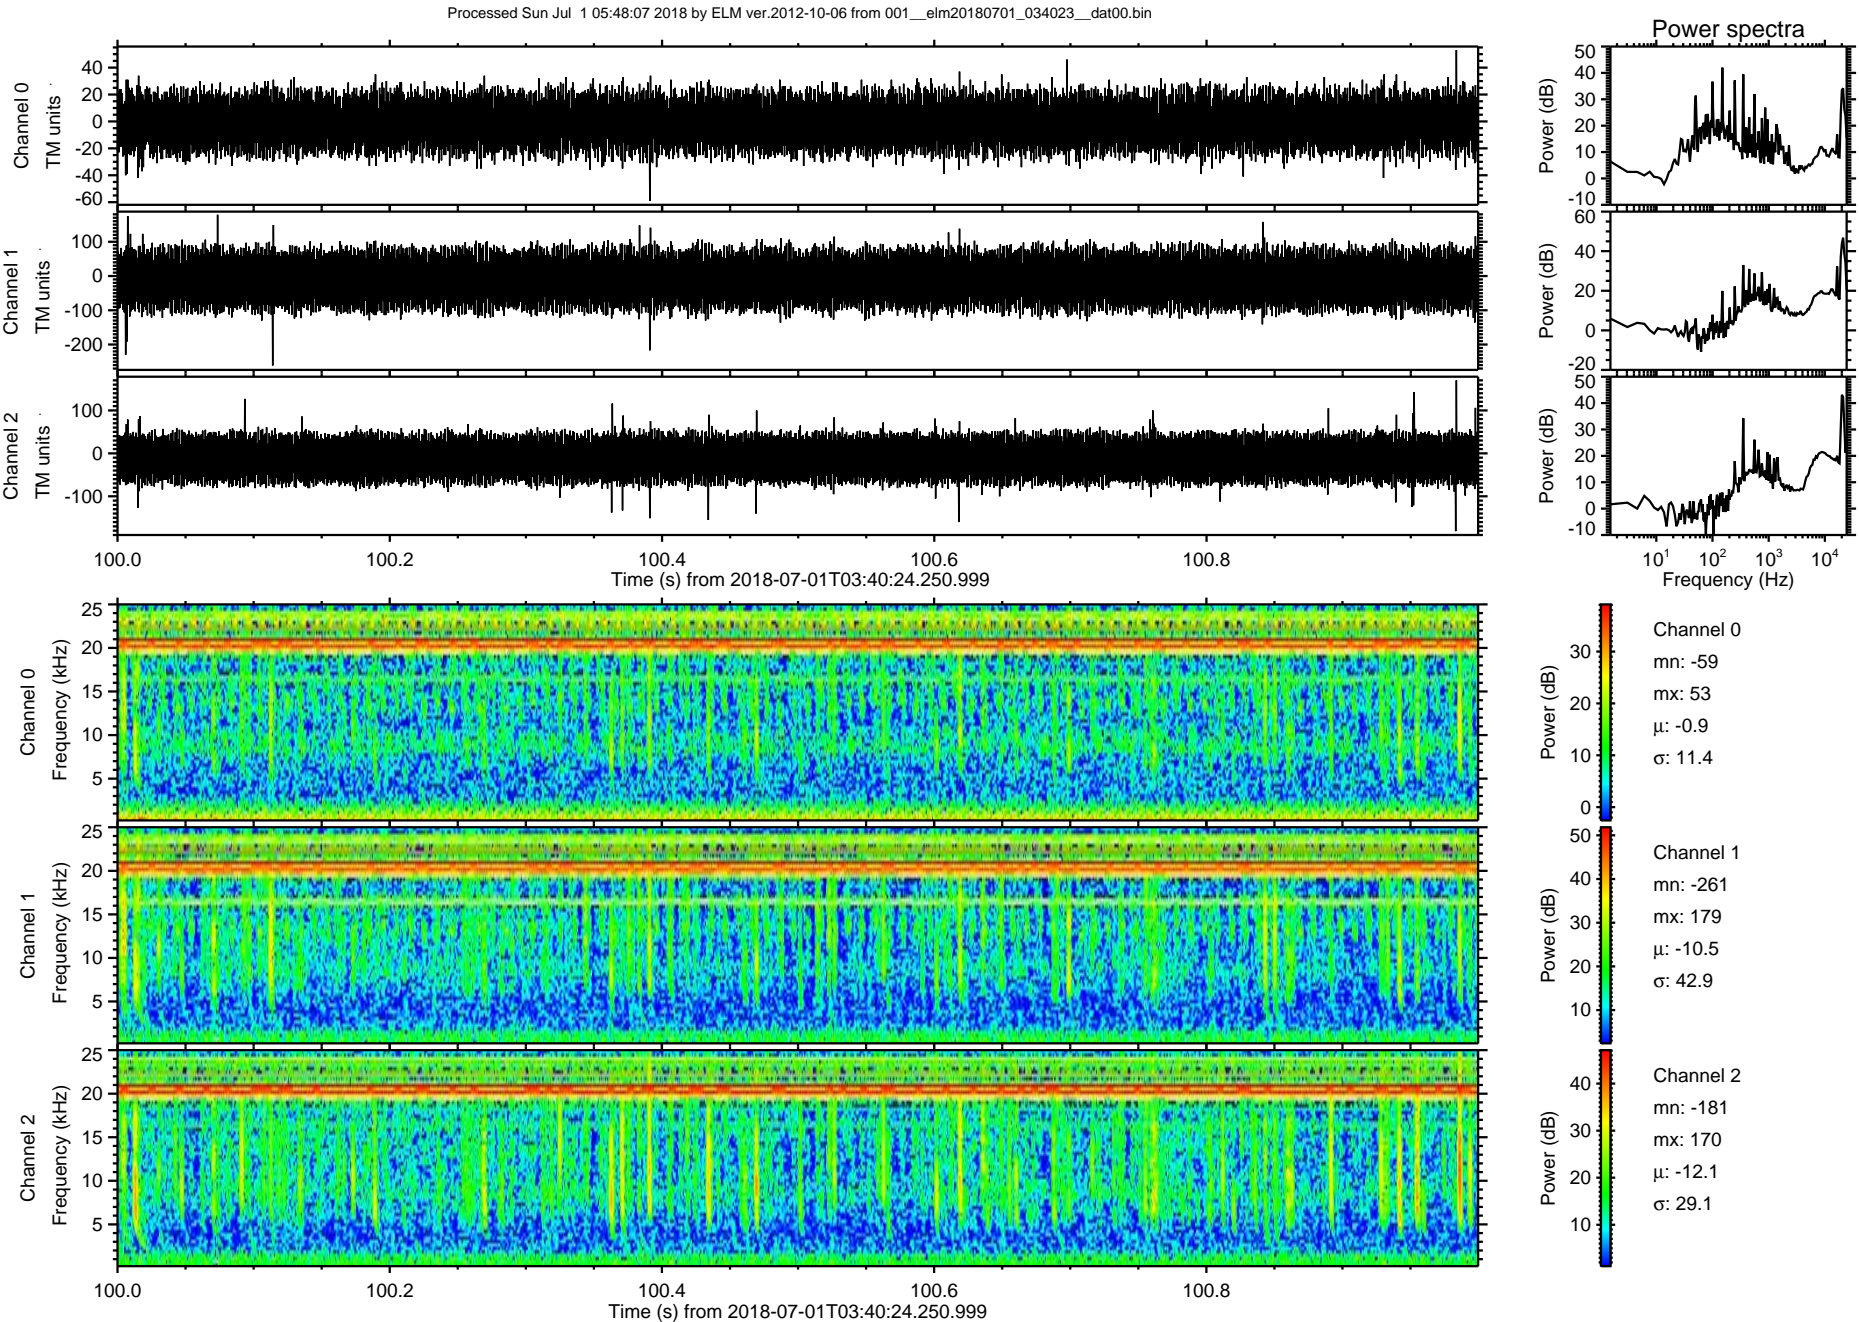 Processed Sun Jul  1 05:48:07 2018 by ELM ver.2012-10-06 from 001__elm20180701_034023__dat00.bin
Power spectra
Channel 0
TM units
40
20
0
-20
-40
-60
Power (dB)
50
40
30
20
10
0
-10
Channel 1
TM units
100
0
-100
-200
Power (dB)
60
40
20
0
-20
Channel 2
TM units
100
0
-100
Power (dB)
50
40
30
20
10
0
-10
100.0 100.2 100.4 100.6 100.8
Time (s) from 2018-07-01T03:40:24.250.999
10^1 10^2 10^3 10^4
Frequency (Hz)
Channel 0
Frequency (kHz)
25
20
15
10
5
Power (dB)
30
20
10
0
Channel 0
mn: -59
mx: 53
μ: -0.9
σ: 11.4
Channel 1
Frequency (kHz)
25
20
15
10
5
Power (dB)
50
40
30
20
10
Channel 1
mn: -261
mx: 179
μ: -10.5
σ: 42.9
Channel 2
Frequency (kHz)
25
20
15
10
5
Power (dB)
40
30
20
10
Channel 2
mn: -181
mx: 170
μ: -12.1
σ: 29.1
100.0 100.2 100.4 100.6 100.8
Time (s) from 2018-07-01T03:40:24.250.999